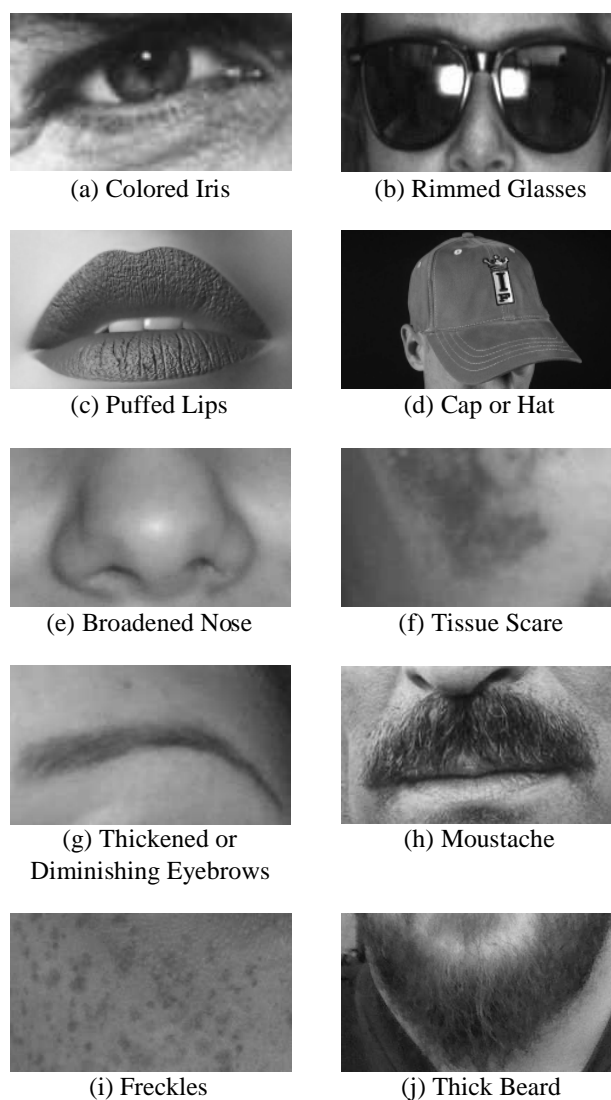 (a) Colored Iris
(b) Rimmed Glasses
(c) Puffed Lips
I
P
(d) Cap or Hat
(e) Broadened Nose
(f) Tissue Scare
(g) Thickened or
Diminishing Eyebrows
(h) Moustache
(i) Freckles
(j) Thick Beard